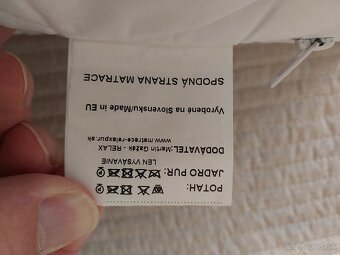 POŤAH:
JADRO PUR:
LEN VYSÁVANIE
DODÁVATEĽ:Martin Gažák - RELAX
www.matrace-relaxpur.sk
Vyrobené na Slovensku/Made in EU
SPODNÁ STRANA MATRACE